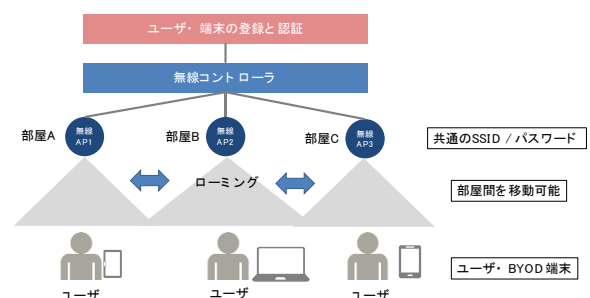 ユーザ・端末の登録と認証
無線コントローラ
部屋A
無線
AP1
部屋B
無線
AP2
部屋C
無線
AP3
共通のSSID / パスワード
ローミング
部屋間を移動可能
ユーザ・BYOD端末
ユーザ
ユーザ
ユーザ